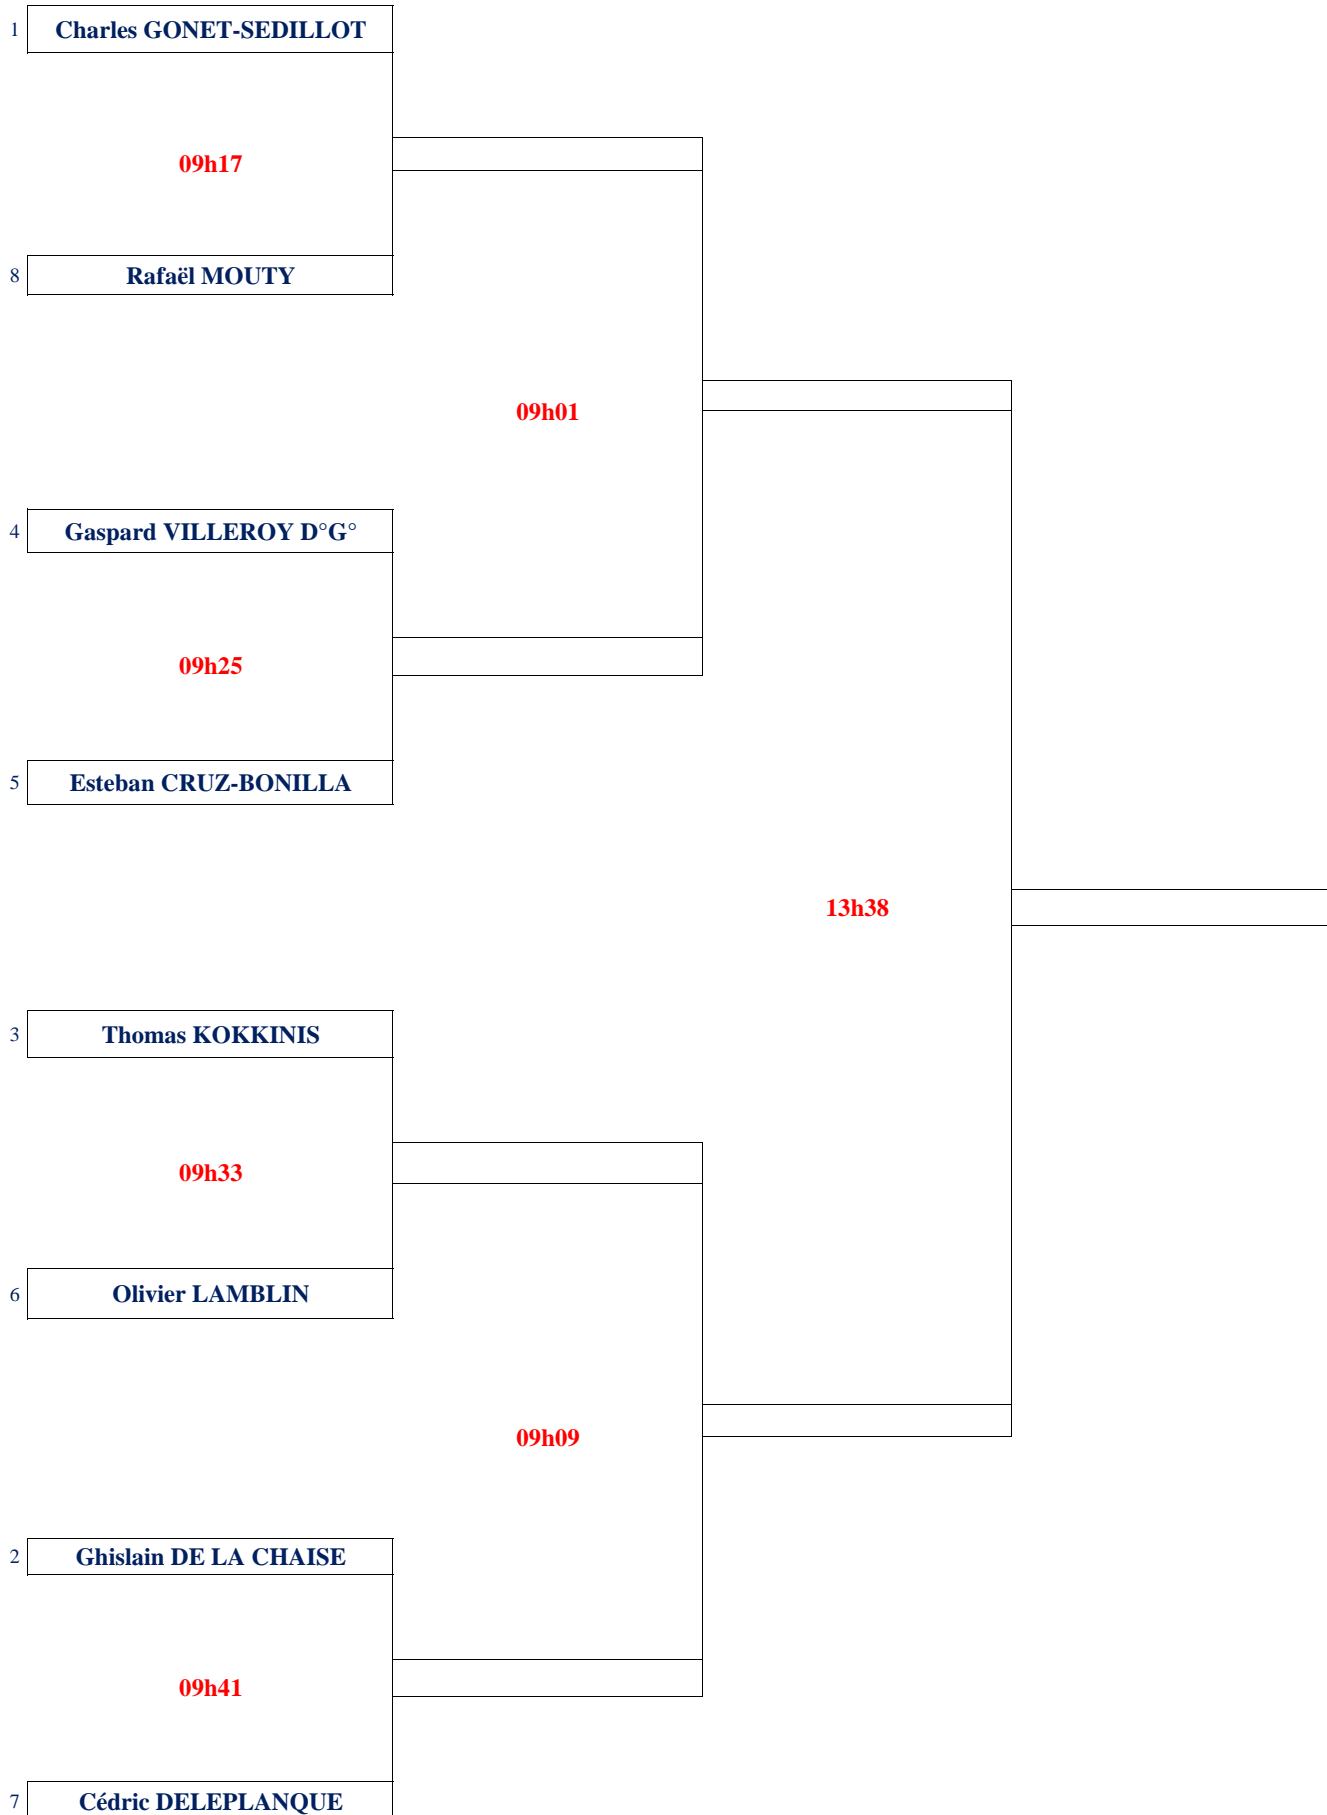 1 Charles GONET-SEDILLOT
09h17
8 Rafaël MOUTY
09h01
4 Gaspard VILLEROY D°G°
09h25
5 Esteban CRUZ-BONILLA
13h38
3 Thomas KOKKINIS
09h33
6 Olivier LAMBLIN
09h09
2 Ghislain DE LA CHAISE
09h41
7 Cédric DELEPLANQUE